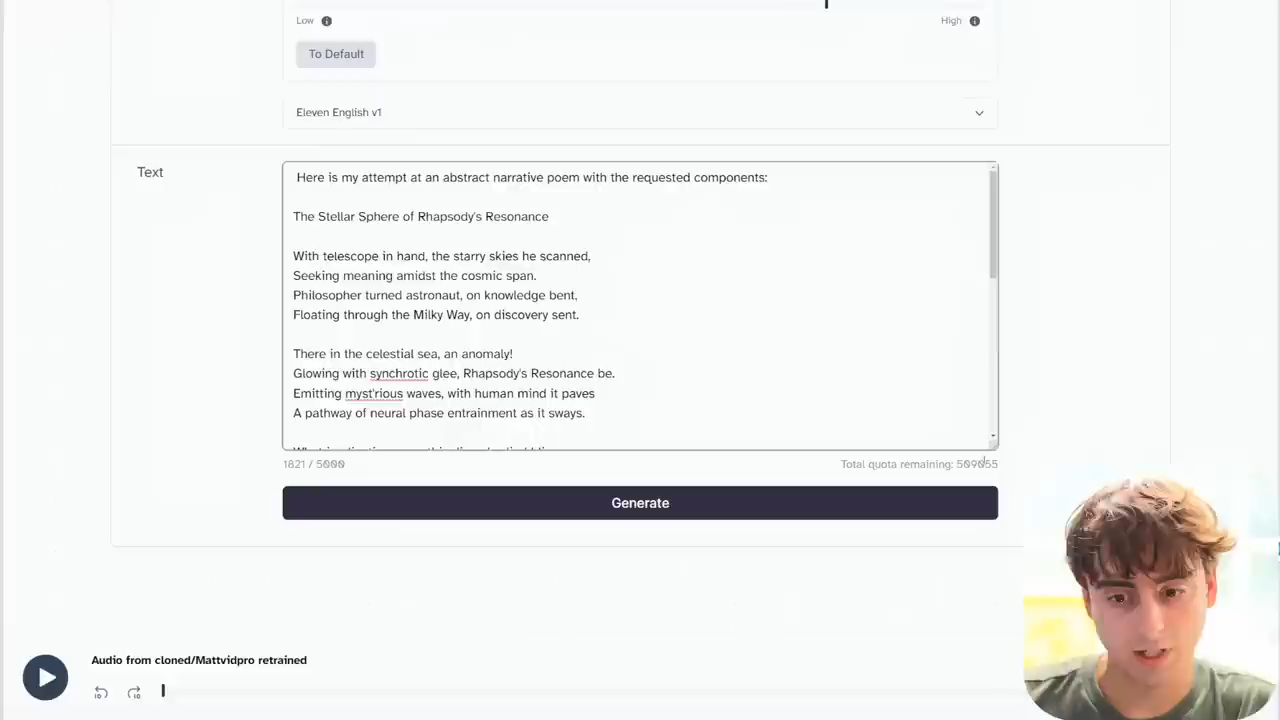 Low
High
To Default
Eleven English v1
Text
Here is my attempt at an abstract narrative poem with the requested components:
The Stellar Sphere of Rhapsody's Resonance
With telescope in hand, the starry skies he scanned,
Seeking meaning amidst the cosmic span.
Philosopher turned astronaut, on knowledge bent,
Floating through the Milky Way, on discovery sent.
There in the celestial sea, an anomaly!
Glowing with synchrotic glee, Rhapsody's Resonance be.
Emitting myst'rious waves, with human mind it paves
A pathway of neural phase entrainment as it sways.
1821 / 5000
Total quota remaining: 509055
Generate
Audio from cloned/Mattvidpro retrained
10
10